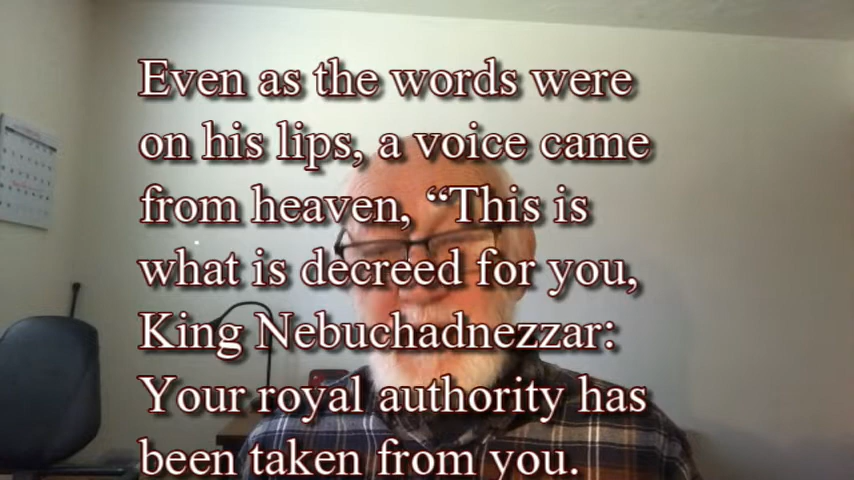 Even as the words were
on his lips, a voice came
from heaven, “This is
what is decreed for you,
King Nebuchadnezzar:
Your royal authority has
been taken from you.